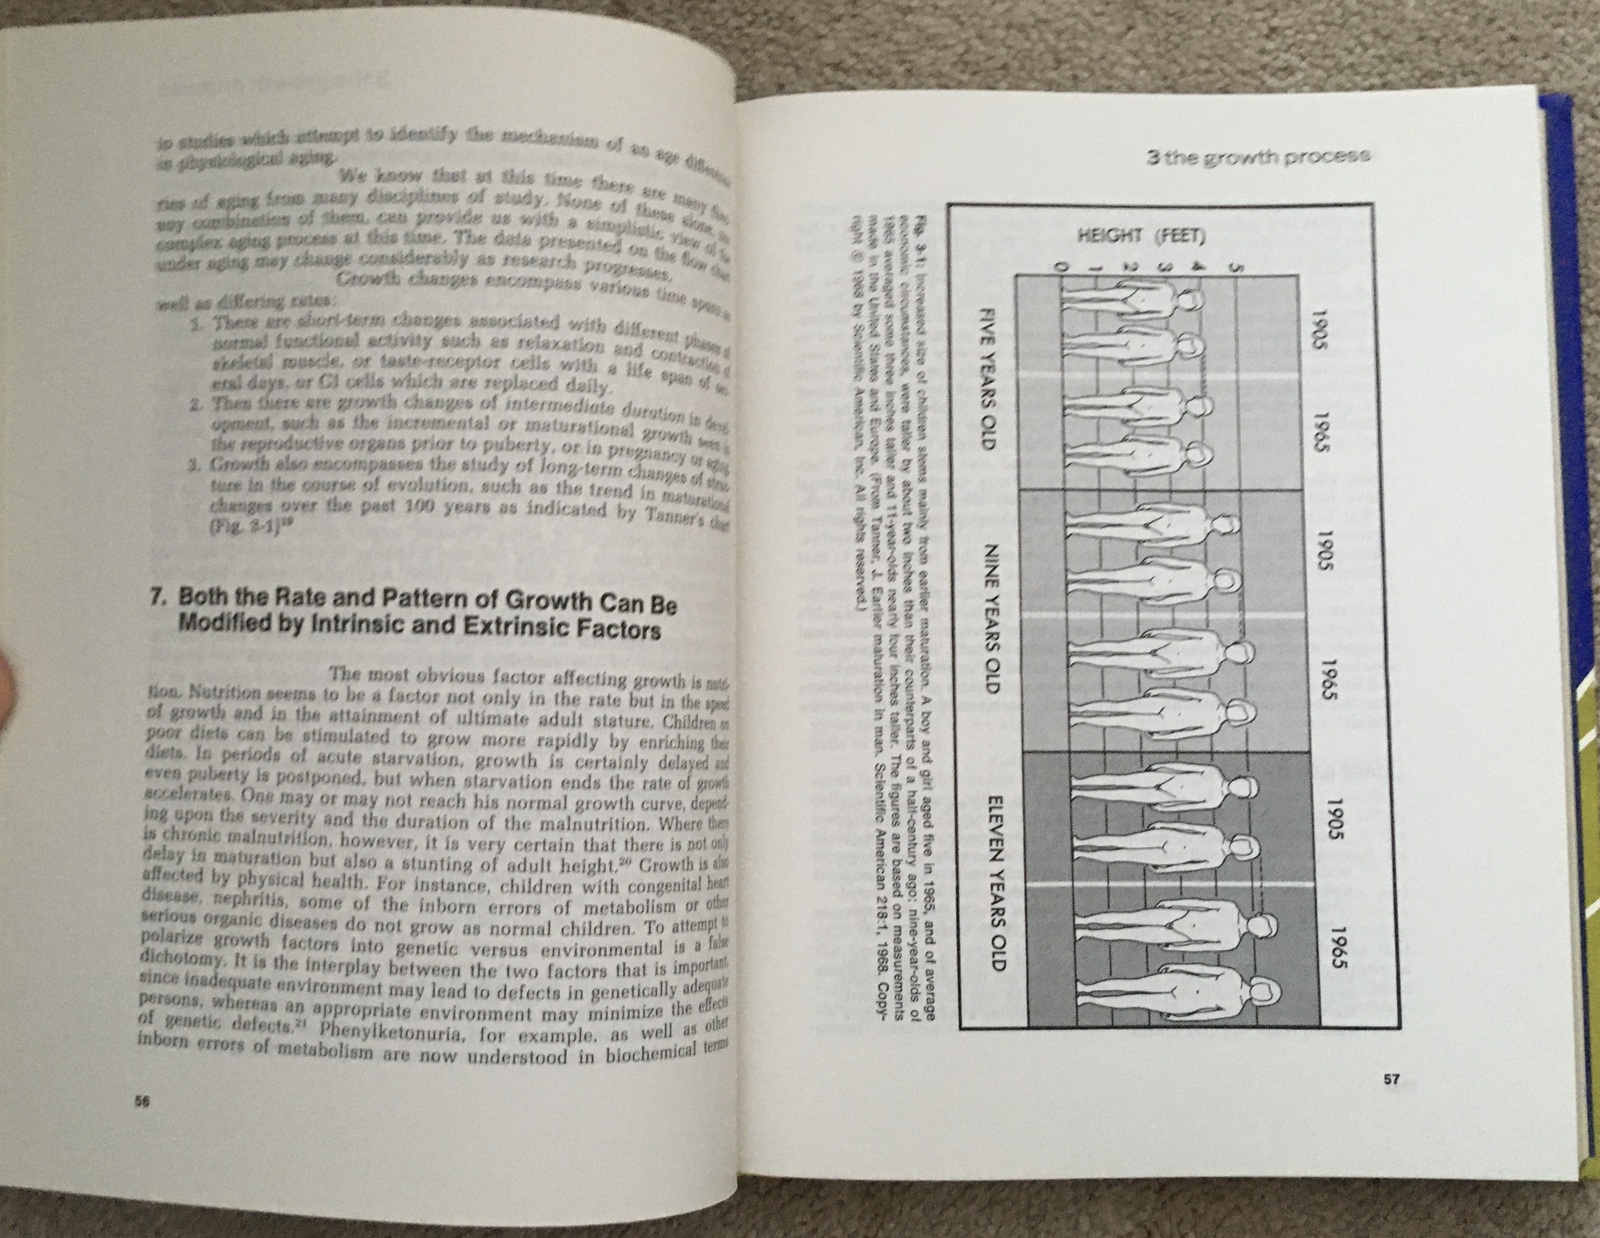 in studies which attempt to identify the mechanism of an age
in physiological aging.
We know that at this time there are many
ries of aging from many disciplines of study. None of these alone,
any combination of them, can provide us with a simplistic view of
complex aging process at this time. The data presented on the flow
under aging may change considerably as research progresses.
Growth changes encompass various time spans
well as differing rates:
1. There are short-term changes associated with different phases
normal functional activity such as relaxation and contraction
skeletal muscle, or taste-receptor cells with a life span of
eral days, or GI cells which are replaced daily.
2. Then there are growth changes of intermediate duration in
opment, such as the incremental or maturational growth seen
the reproductive organs prior to puberty, or in pregnancy or
3. Growth also encompasses the study of long-term changes of
ture in the course of evolution, such as the trend in maturational
changes over the past 100 years as indicated by Tanner's
(Fig. 3-1)¹⁹
7. Both the Rate and Pattern of Growth Can Be
Modified by Intrinsic and Extrinsic Factors
The most obvious factor affecting growth is nutri-
tion. Nutrition seems to be a factor not only in the rate but in the speed
of growth and in the attainment of ultimate adult stature. Children on
poor diets can be stimulated to grow more rapidly by enriching their
diets. In periods of acute starvation, growth is certainly delayed and
even puberty is postponed, but when starvation ends the rate of growth
accelerates. One may or may not reach his normal growth curve, depend-
ing upon the severity and the duration of the malnutrition. Where there
is chronic malnutrition, however, it is very certain that there is not only
delay in maturation but also a stunting of adult height.²⁰ Growth is also
affected by physical health. For instance, children with congenital heart
disease, nephritis, some of the inborn errors of metabolism or other
serious organic diseases do not grow as normal children. To attempt to
polarize growth factors into genetic versus environmental is a false
dichotomy. It is the interplay between the two factors that is important,
since inadequate environment may lead to defects in genetically adequate
persons, whereas an appropriate environment may minimize the effects
of genetic defects.²¹ Phenylketonuria, for example, as well as other
inborn errors of metabolism are now understood in biochemical terms
56
3 the growth process
1905 1965 1905 1965 1905 1965
HEIGHT (FEET)
5
4
3
2
1
0
FIVE YEARS OLD NINE YEARS OLD ELEVEN YEARS OLD
Fig. 3-1: Increased size of children stems mainly from earlier maturation. A boy and girl aged five in 1965, and of average
economic circumstances, were taller by about two inches than their counterparts of a half-century ago; nine-year-olds of
1965 averaged some three inches taller and 11-year-olds nearly four inches taller. The figures are based on measurements
made in the United States and Europe. (From Tanner, J. Earlier maturation in man. Scientific American 218:1, 1968. Copy-
right © 1968 by Scientific American, Inc. All rights reserved.)
57